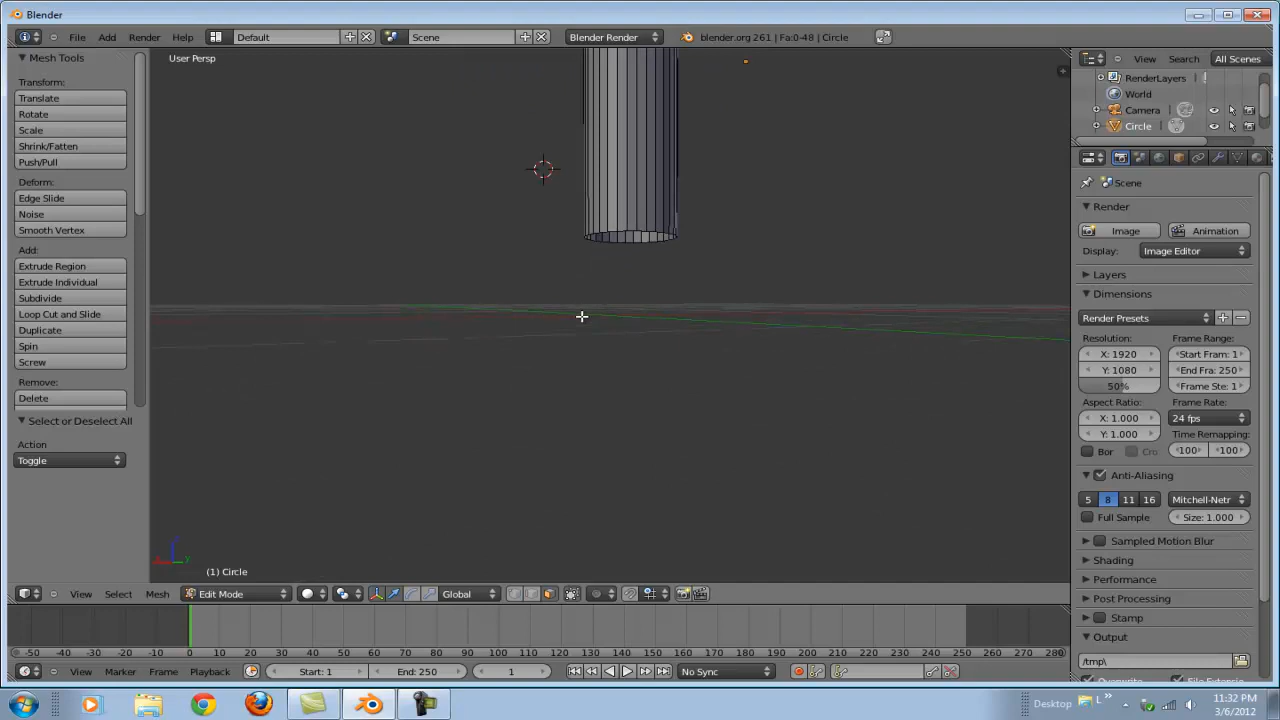 Blender
File Add Render Help Default Scene Blender Render blender.org 261 | Fa:0-48 | Circle
Mesh Tools
Transform:
Translate
Rotate
Scale
Shrink/Fatten
Push/Pull
Deform:
Edge Slide
Noise
Smooth Vertex
Add:
Extrude Region
Extrude Individual
Subdivide
Loop Cut and Slide
Duplicate
Spin
Screw
Remove:
Delete
Select or Deselect All
Action
Toggle
User Persp
(1) Circle
View Search All Scenes
RenderLayers
World
Camera
Circle
Scene
Render
Image Animation
Display: Image Editor
Layers
Dimensions
Render Presets
Resolution: Frame Range:
X: 1920 Start Fram: 1
Y: 1080 End Fra: 250
50% Frame Ste: 1
Aspect Ratio: Frame Rate:
X: 1.000 24 fps
Y: 1.000 Time Remapping:
Bor Cro 100 100
Anti-Aliasing
5 8 11 16 Mitchell-Netr
Full Sample Size: 1.000
Sampled Motion Blur
Shading
Performance
Post Processing
Stamp
Output
/tmp\
View Select Mesh Edit Mode Global
-50 -40 -30 -20 -10 0 10 20 30 40 50 60 70 80 90 100 110 120 130 140 150 160 170 180 190 200 210 220 230 240 250 260 270 280
View Marker Frame Playback Start: 1 End: 250 1 No Sync
Desktop L » 11:32 PM
3/6/2012